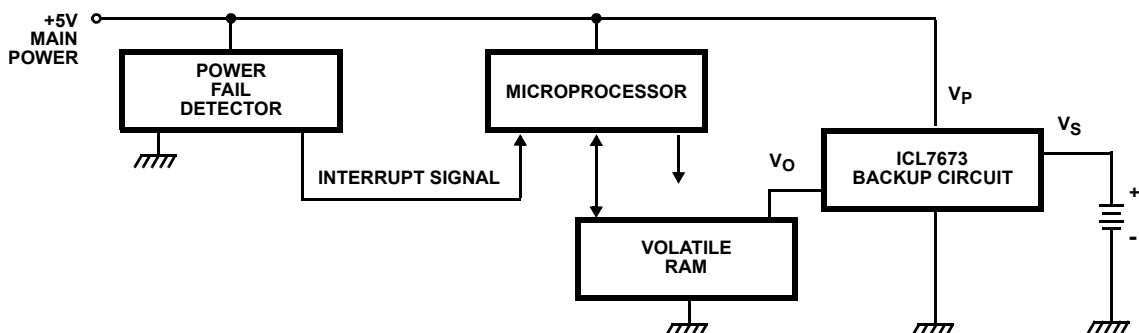 +5V
MAIN
POWER
POWER
FAIL
DETECTOR
MICROPROCESSOR
VP
VS
ICL7673
BACKUP CIRCUIT
VO
INTERRUPT SIGNAL
+
-
VOLATILE
RAM